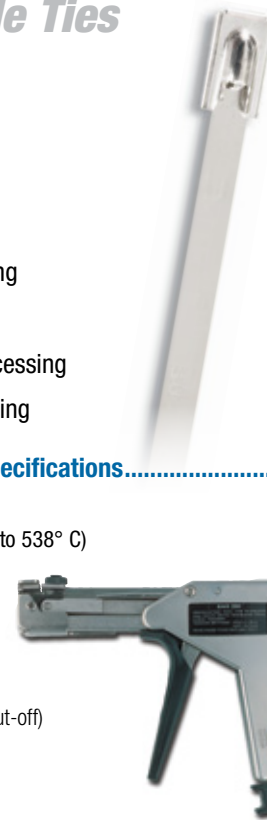 le Ties
ng
cessing
ing
ecifications......................
to 538° C)
ut-off)